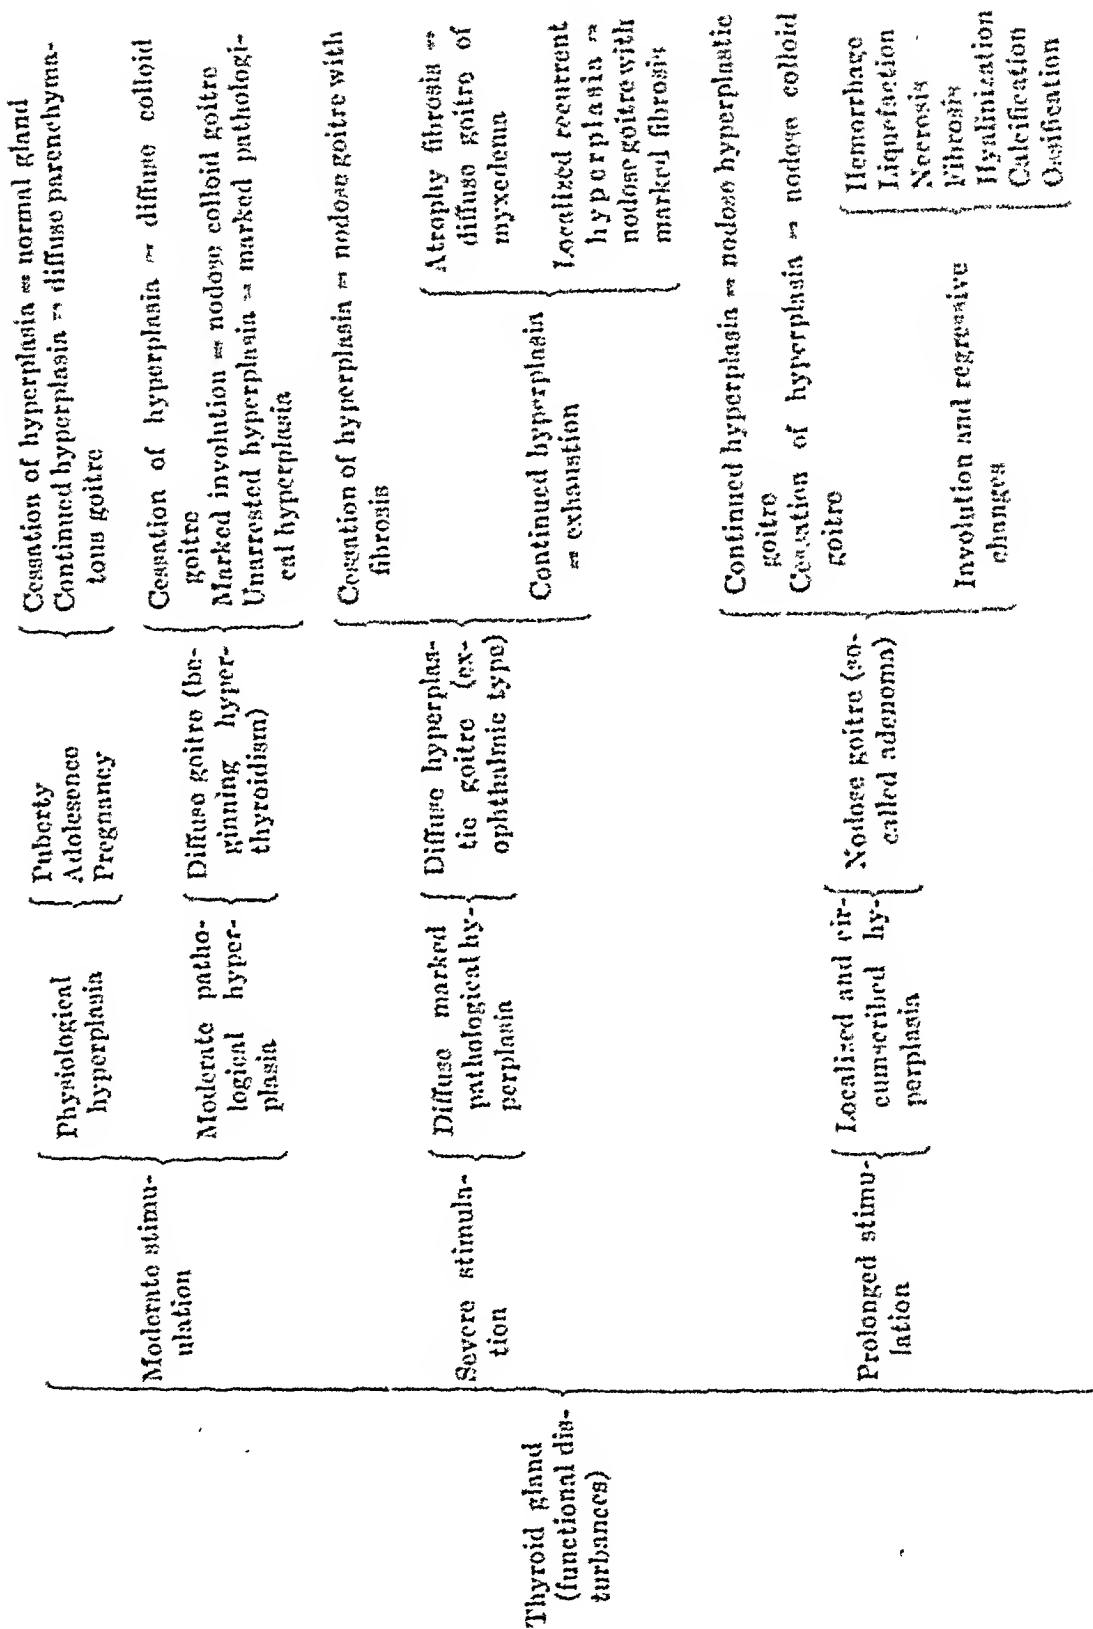 Thyroid gland
(functional dis-
turbances)
Moderate stim-
ulation
Physiological
hyperplasia
Puberty
Adolesence
Pregnancy
Cessation of hyperplasia = normal gland
Continued hyperplasia = diffuse parenchyma-
tous goitre
Moderate patho-
logical hyper-
plasia
Diffuse goitre (be-
ginning hyper-
thyroidism)
Cessation of hyperplasia = diffuse colloid
goitre
Marked involution = nodose colloid goitre
Unarrested hyperplasia = marked pathologi-
cal hyperplasia
Severe stimula-
tion
Diffuse marked
pathological hy-
perplasia
Diffuse hyperplas-
tic goitre (ex-
ophthalmic type)
Cessation of hyperplasia = nodose goitre with
fibrosis
Continued hyperplasia
= exhaustion
Atrophy fibrosis =
diffuse goitre of
myxedema
Localized recurrent
hyperplasia =
nodose goitre with
marked fibrosis
Prolonged stimu-
lation
Localized and cir-
cumscribed hy-
perplasia
Nodose goitre (so-
called adenoma)
Continued hyperplasia = nodose hyperplastic
goitre
Cessation of hyperplasia = nodose colloid
goitre
Involution and regressive
changes
Hemorrhage
Liquefaction
Necrosis
Fibrosis
Hyalinization
Calcification
Ossification